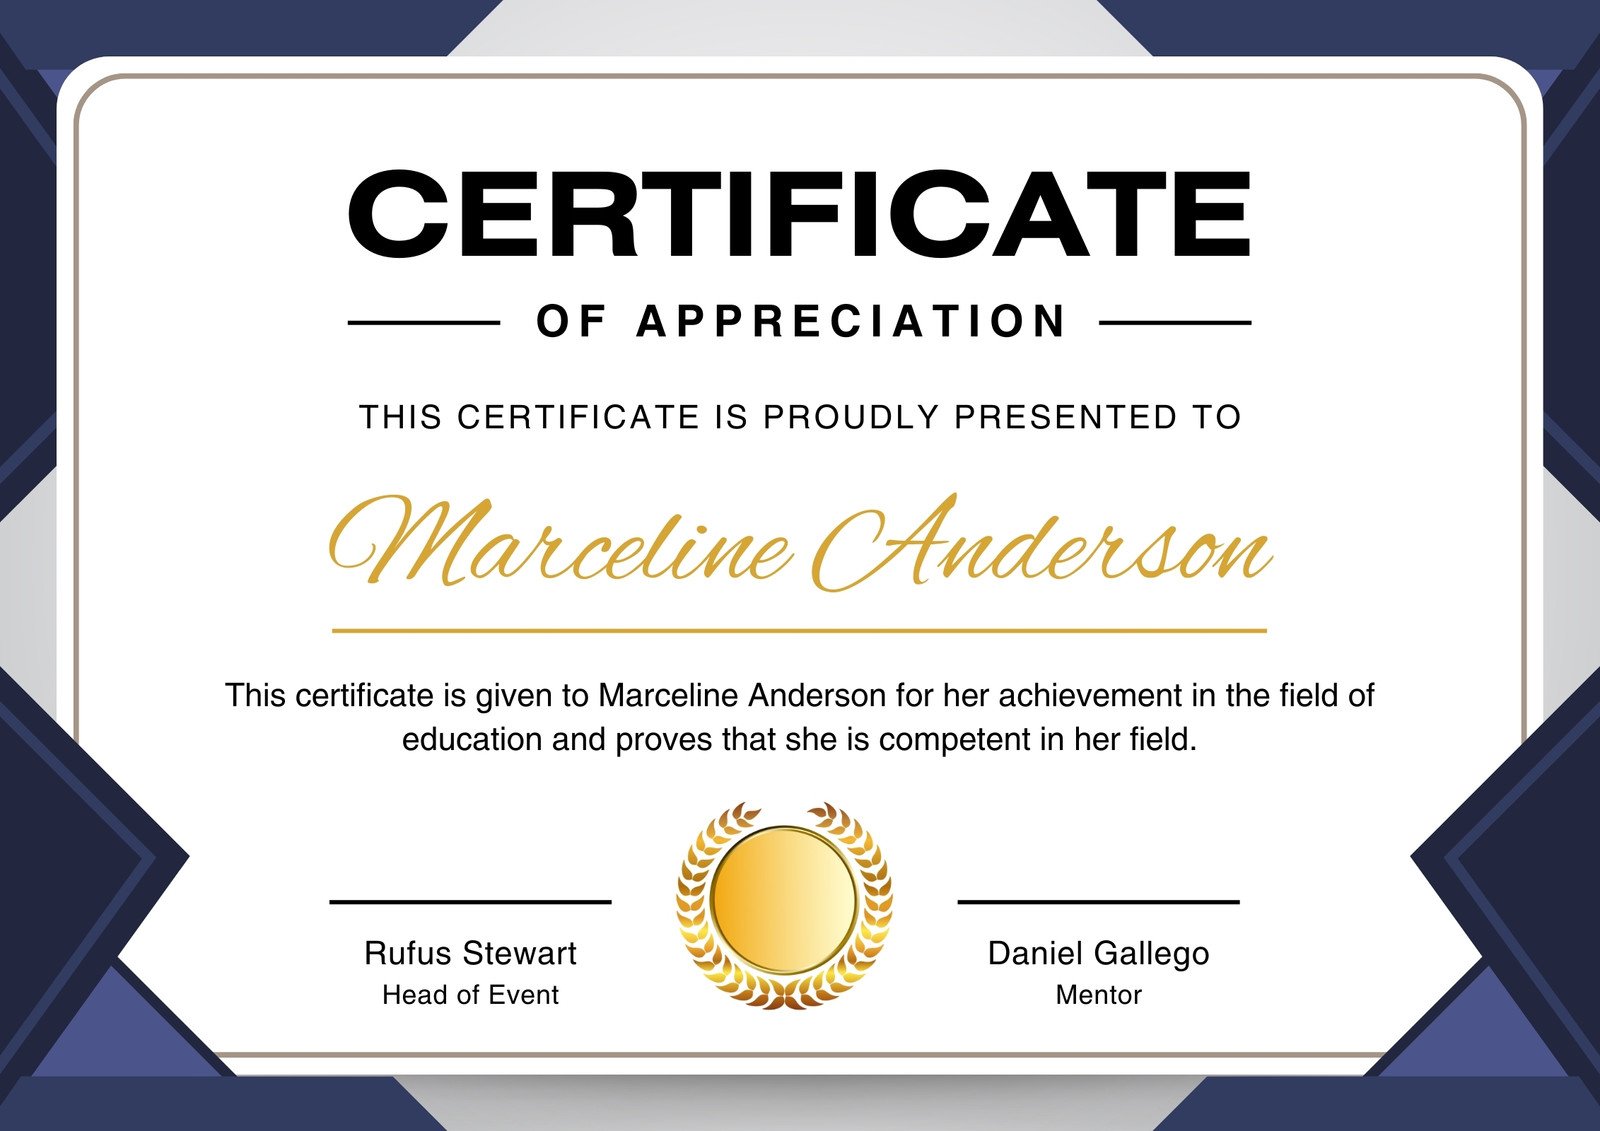 CERTIFICATE
OF APPRECIATION
THIS CERTIFICATE IS PROUDLY PRESENTED TO
Marceline Anderson
This certificate is given to Marceline Anderson for her achievement in the field of
education and proves that she is competent in her field.
Rufus Stewart
Head of Event
Daniel Gallego
Mentor